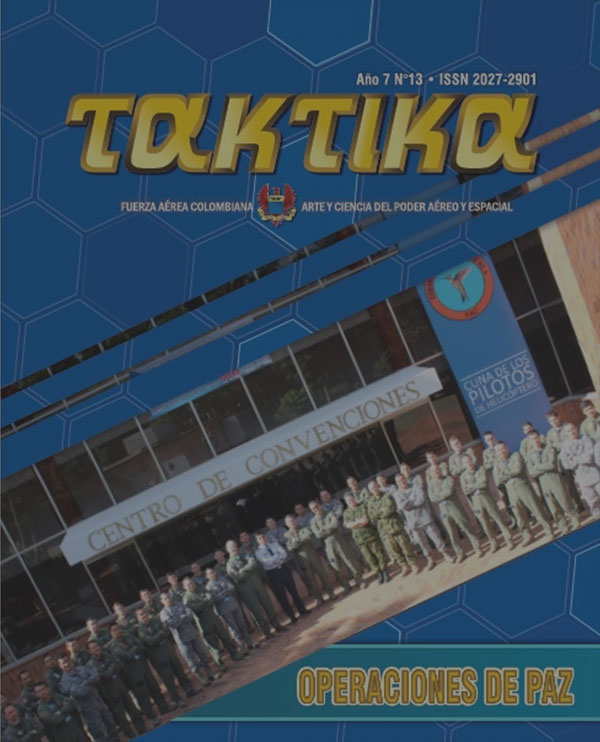 Año 7 N°13 • ISSN 2027-2901
TAKTIKA
FUERZA AÉREA COLOMBIANA ARTE Y CIENCIA DEL PODER AÉREO Y ESPACIAL
CUNA DE LOS
PILOTOS
DE HELICÓPTERO
CENTRO DE CONVENCIONES
OPERACIONES DE PAZ